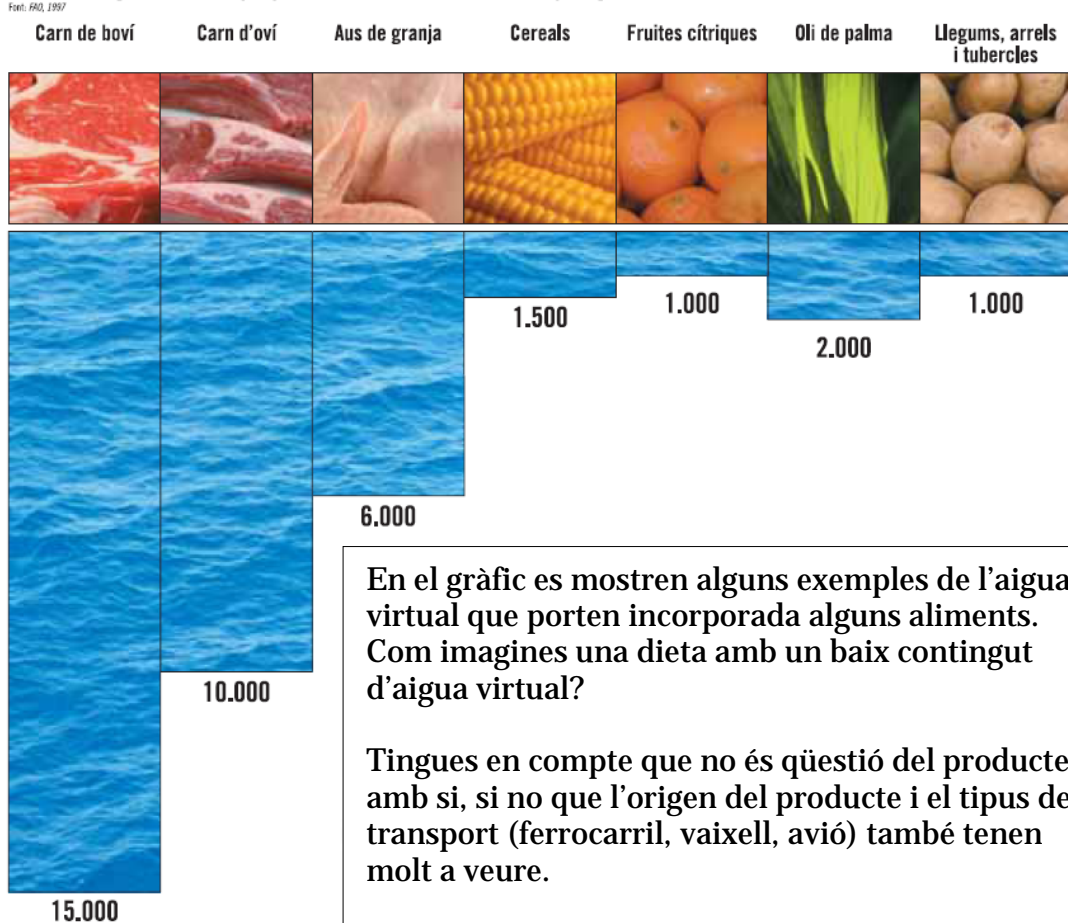 Font: FAO, 1997
Carn de boví
Carn d'oví
Aus de granja
Cereals
Fruites cítriques
Oli de palma
Llegums, arrels
i tubercles
1.500
1.000
1.000
2.000
6.000
10.000
15.000
En el gràfic es mostren alguns exemples de l'aigua
virtual que porten incorporada alguns aliments.
Com imagines una dieta amb un baix contingut
d'aigua virtual?
Tingues en compte que no és qüestió del producte
amb si, si no que l'origen del producte i el tipus de
transport (ferrocarril, vaixell, avió) també tenen
molt a veure.